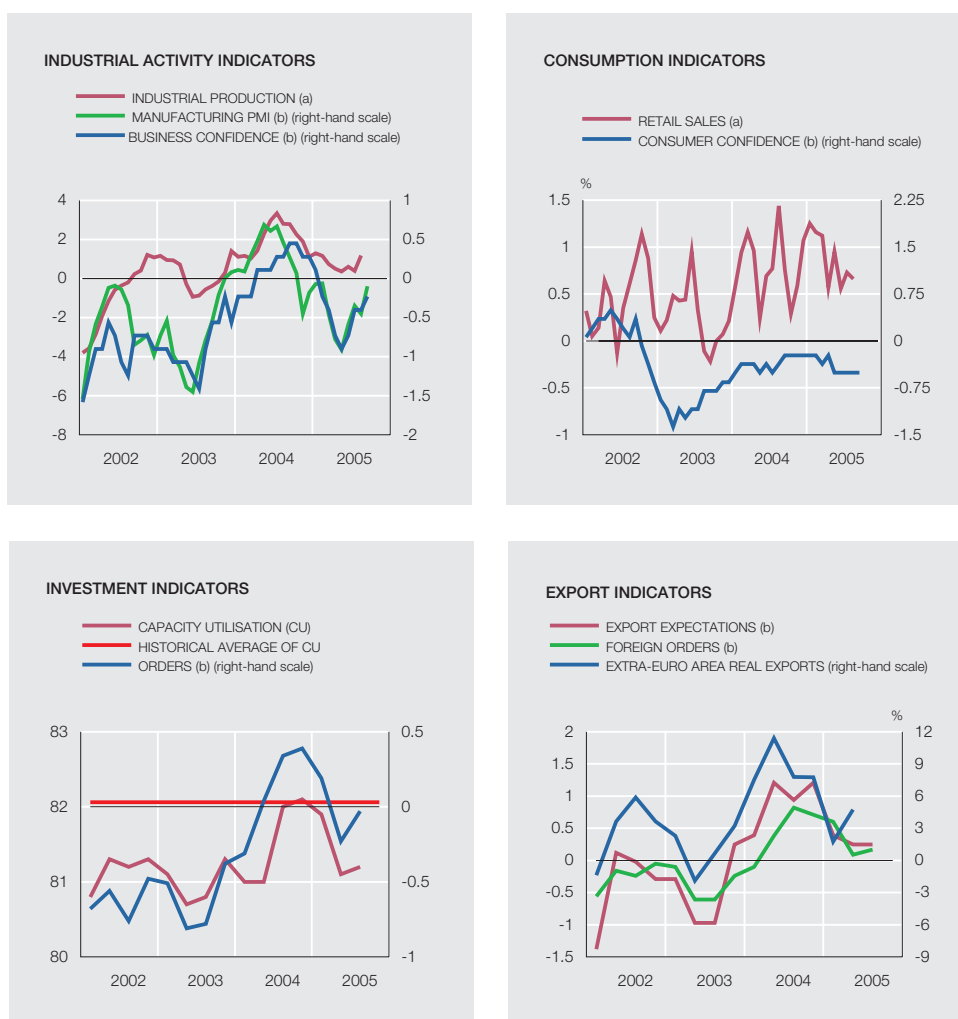 INDUSTRIAL ACTIVITY INDICATORS
INDUSTRIAL PRODUCTION (a)
MANUFACTURING PMI (b) (right-hand scale)
BUSINESS CONFIDENCE (b) (right-hand scale)
4 1
2 0.5
0 0
-2 -0.5
-4 -1
-6 -1.5
-8 -2
2002 2003 2004 2005
CONSUMPTION INDICATORS
RETAIL SALES (a)
CONSUMER CONFIDENCE (b) (right-hand scale)
%
1.5 2.25
1 1.5
0.5 0.75
0 0
-0.5 -0.75
-1 -1.5
2002 2003 2004 2005
INVESTMENT INDICATORS
CAPACITY UTILISATION (CU)
HISTORICAL AVERAGE OF CU
ORDERS (b) (right-hand scale)
83 0.5
82 0
81 -0.5
80 -1
2002 2003 2004 2005
EXPORT INDICATORS
EXPORT EXPECTATIONS (b)
FOREIGN ORDERS (b)
EXTRA-EURO AREA REAL EXPORTS (right-hand scale)
%
2 12
1.5 9
1 6
0.5 3
0 0
-0.5 -3
-1 -6
-1.5 -9
2002 2003 2004 2005